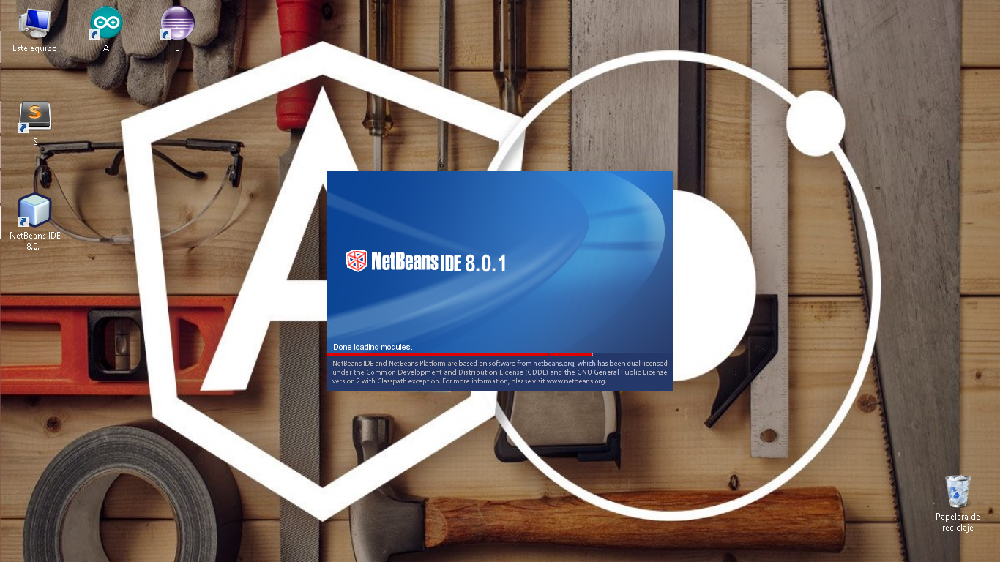 Este equipo
A
E
S
NetBeans IDE
8.0.1
NetBeans IDE 8.0.1
Done loading modules.
NetBeans IDE and NetBeans Platform are based on software from netbeans.org, which has been dual licensed
under the Common Development and Distribution License (CDDL) and the GNU General Public License
version 2 with Classpath exception. For more information, please visit www.netbeans.org.
Papelera de
reciclaje